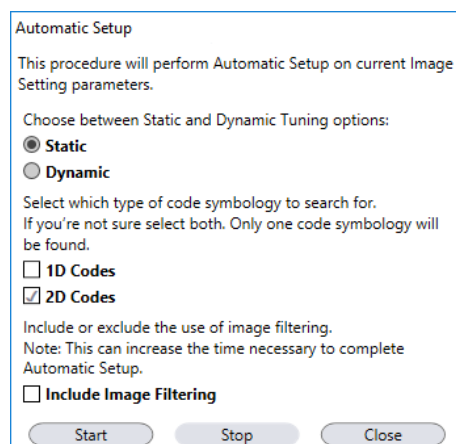 Automatic Setup
This procedure will perform Automatic Setup on current Image
Setting parameters.
Choose between Static and Dynamic Tuning options:
Static
Dynamic
Select which type of code symbology to search for.
If you're not sure select both. Only one code symbology will
be found.
1D Codes
2D Codes
Include or exclude the use of image filtering.
Note: This can increase the time necessary to complete
Automatic Setup.
Include Image Filtering
Start Stop Close